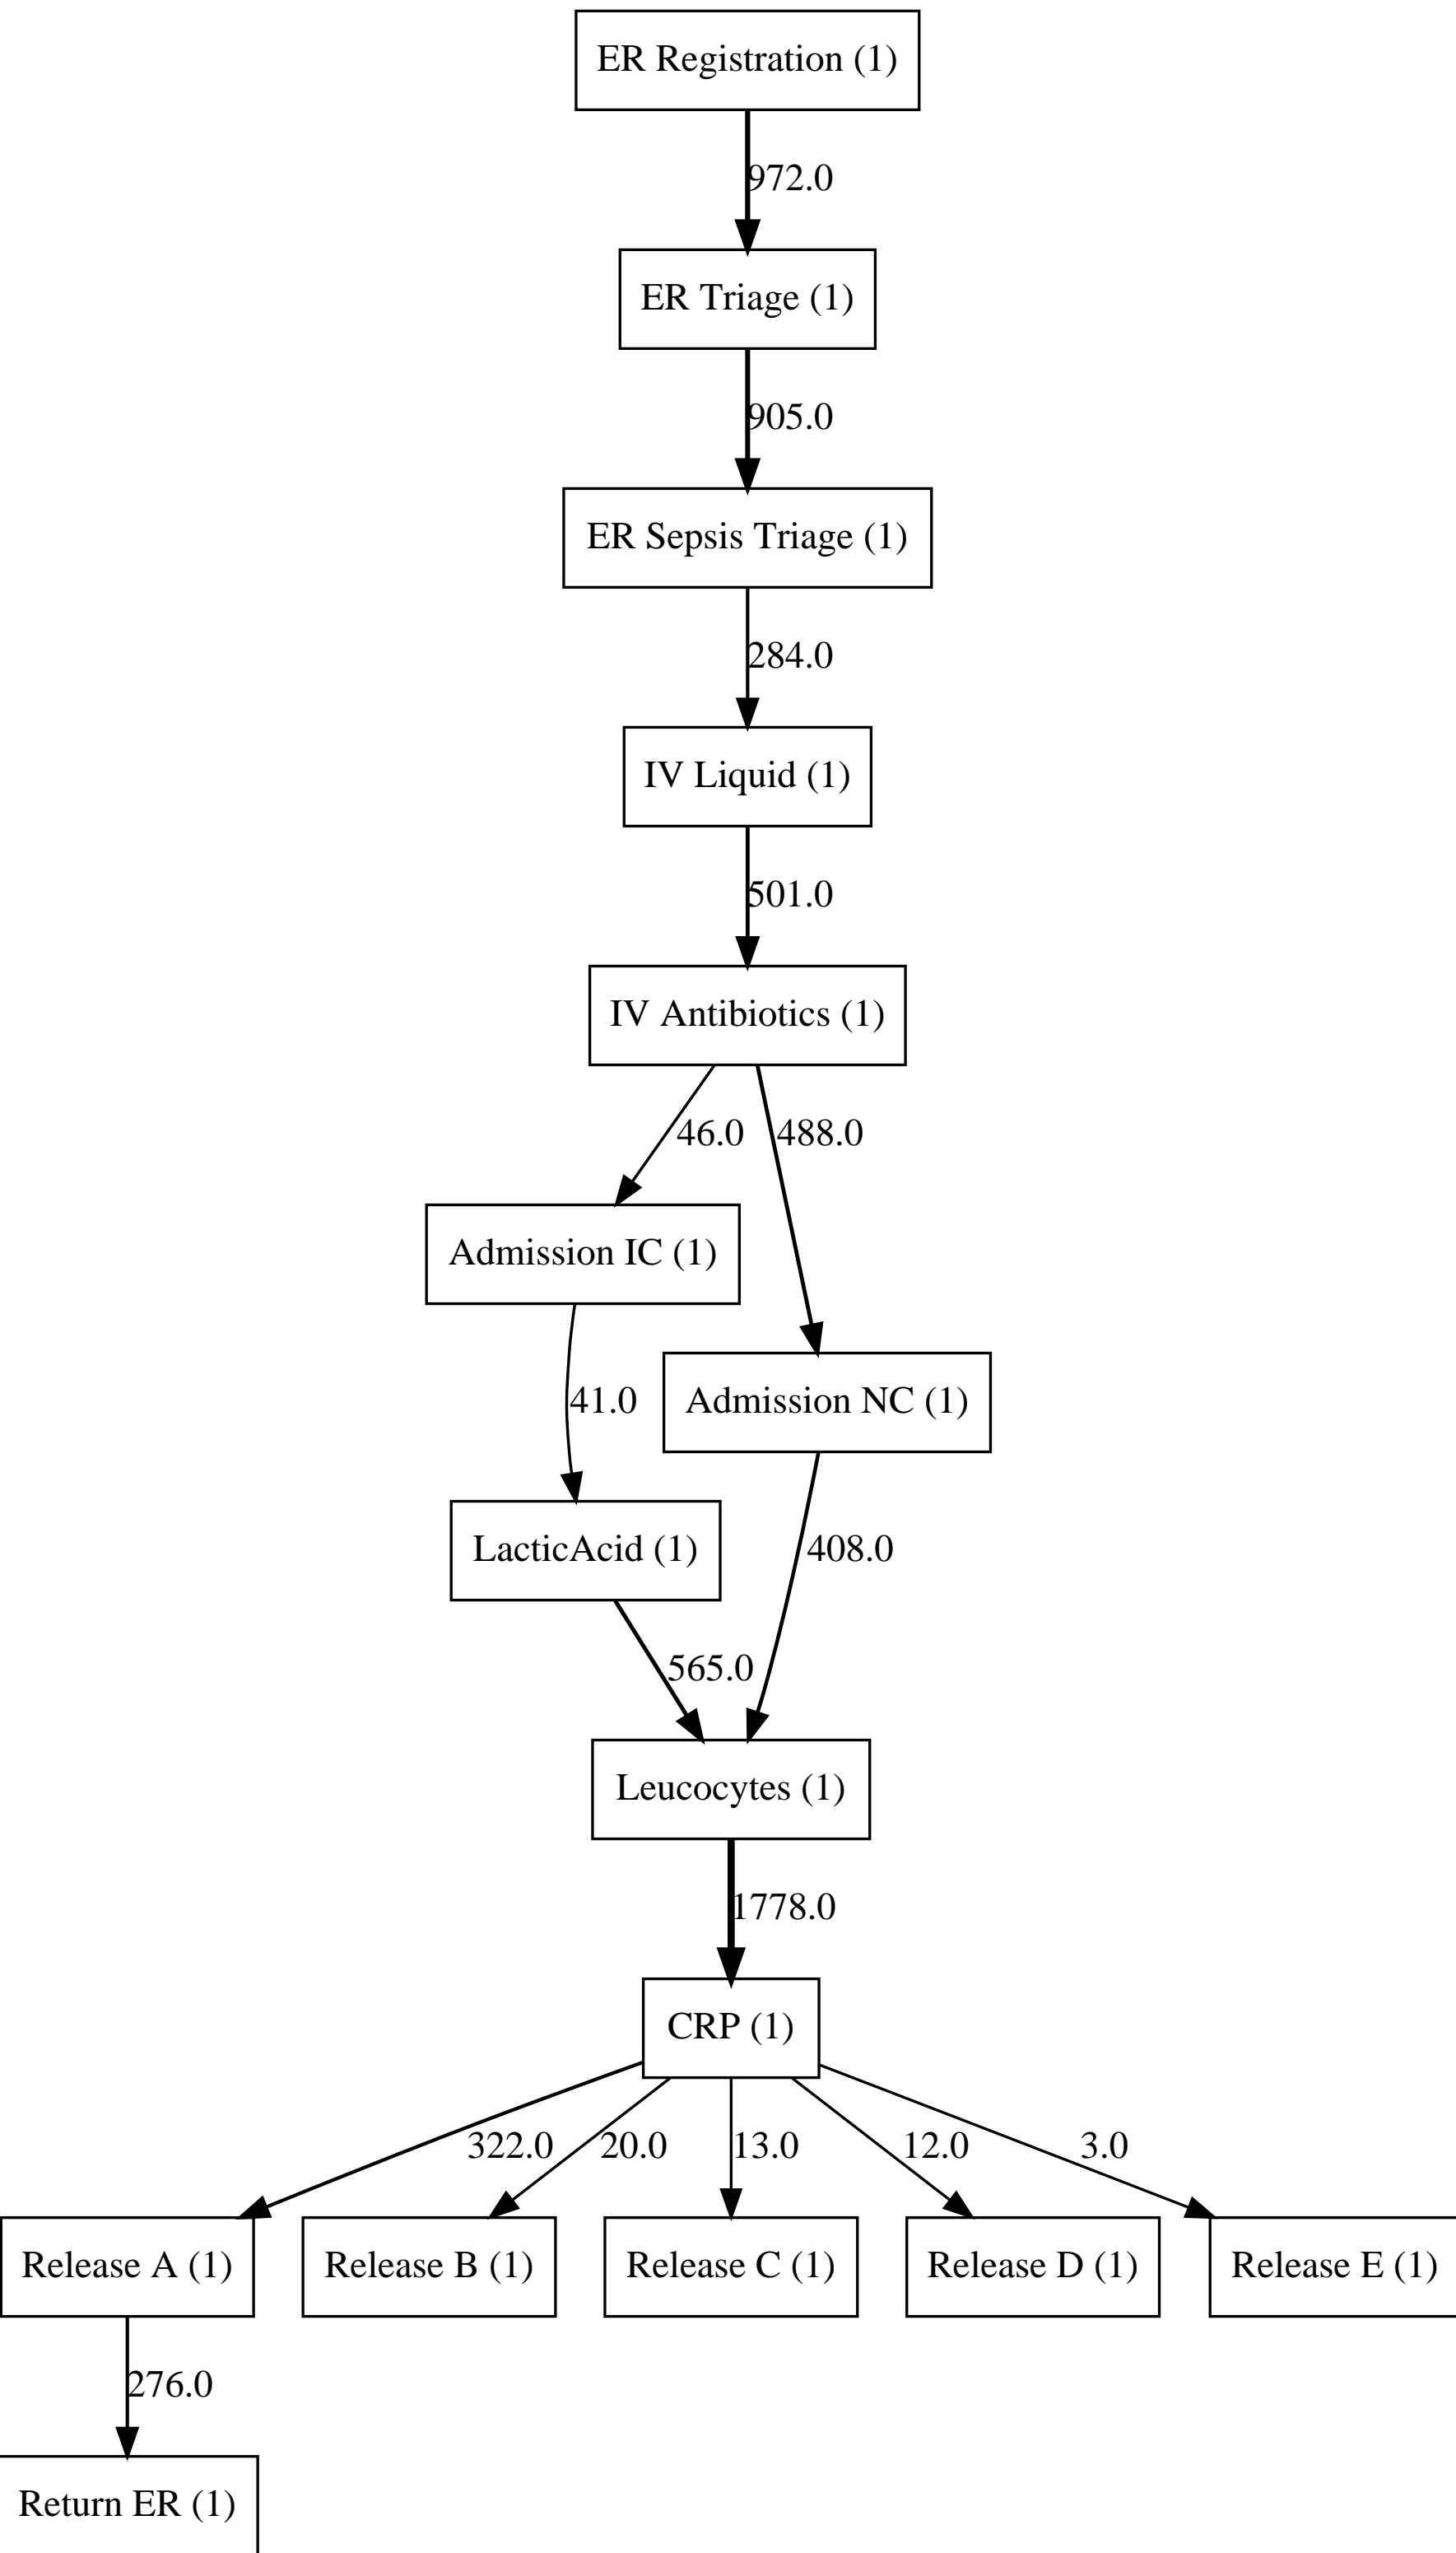 ER Registration (1)
972.0
ER Triage (1)
905.0
ER Sepsis Triage (1)
284.0
IV Liquid (1)
501.0
IV Antibiotics (1)
46.0
488.0
Admission IC (1)
41.0
Admission NC (1)
LacticAcid (1)
408.0
565.0
Leucocytes (1)
1778.0
CRP (1)
322.0
20.0
13.0
12.0
3.0
Release A (1)
Release B (1)
Release C (1)
Release D (1)
Release E (1)
276.0
Return ER (1)